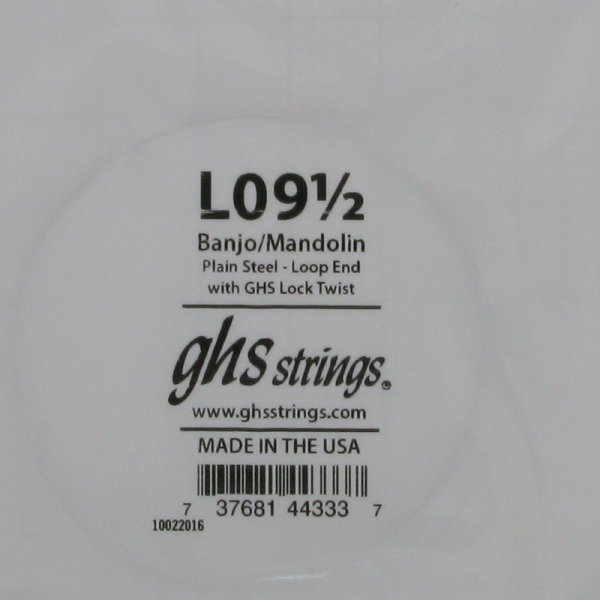 L09½
Banjo/Mandolin
Plain Steel - Loop End
with GHS Lock Twist
ghs strings®
www.ghsstrings.com
MADE IN THE USA
7 37681 44333 7
10022016